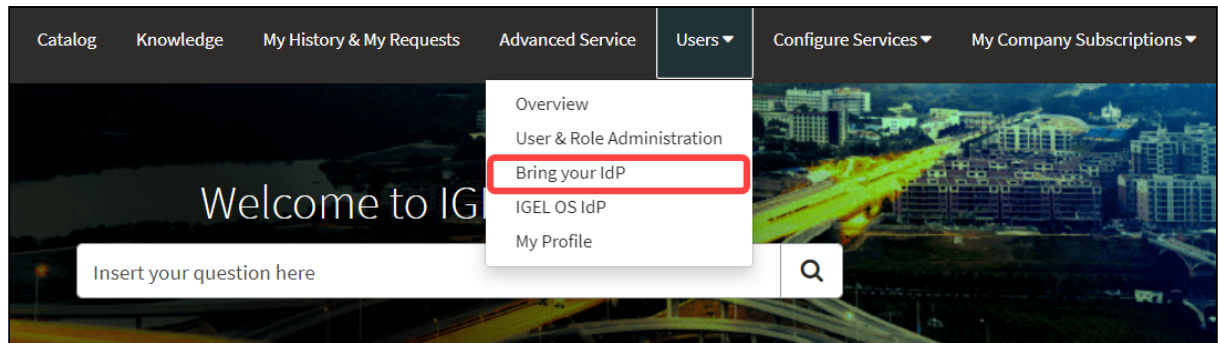 Catalog Knowledge My History & My Requests Advanced Service Users Configure Services My Company Subscriptions
Overview
User & Role Administration
Bring your IdP
IGEL OS IdP
My Profile
Welcome to IG
Insert your question here